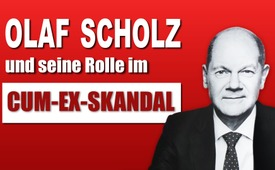 OLAF SCHOLZ
und seine Rolle im
CUM-EX-SKANDAL